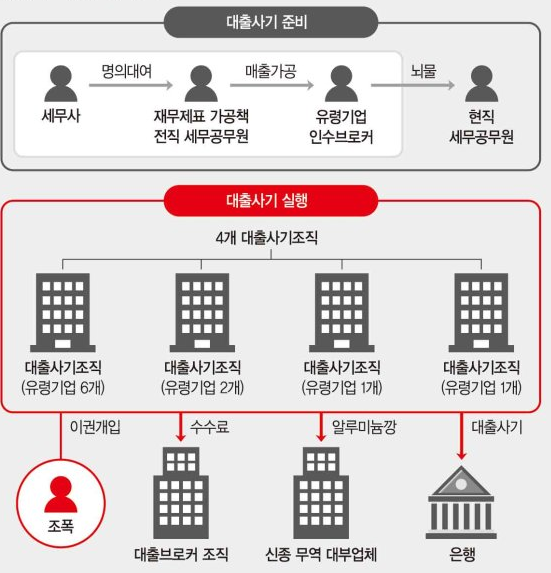 대출사기 준비
명의대여
매출가공
뇌물
세무사
재무제표 가공책
전직 세무공무원
유령기업
인수브로커
현직
세무공무원
대출사기 실행
4개 대출사기조직
대출사기조직
(유령기업 6개)
대출사기조직
(유령기업 2개)
대출사기조직
(유령기업 1개)
대출사기조직
(유령기업 1개)
이권개입
수수료
알루미늄깡
대출사기
조폭
대출브로커 조직
신종 무역 대부업체
은행